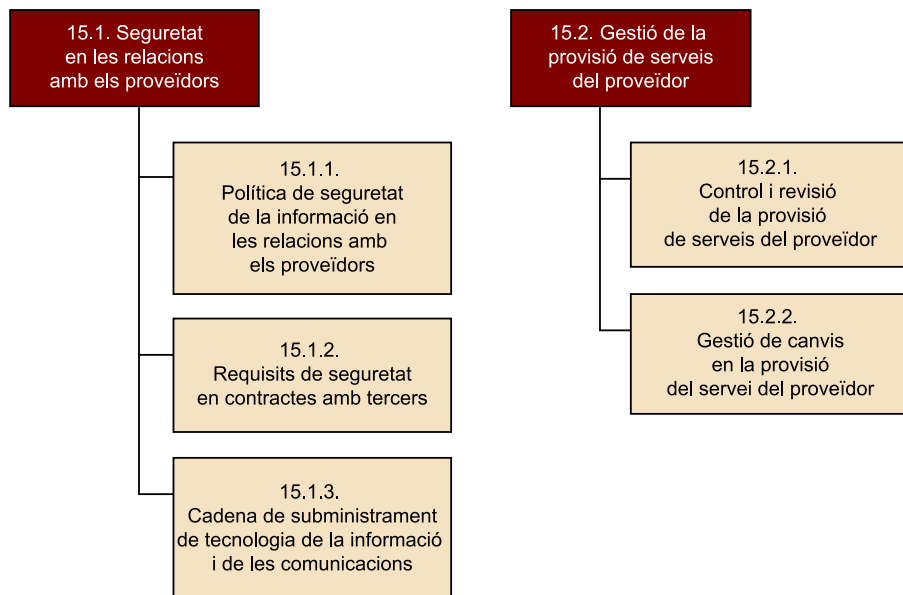 15.1. Seguretat
en les relacions
amb els proveïdors
15.1.1.
Política de seguretat
de la informació en
les relacions amb
els proveïdors
15.1.2.
Requisits de seguretat
en contractes amb tercers
15.1.3.
Cadena de subministrament
de tecnologia de la informació
i de les comunicacions
15.2. Gestió de la
provisió de serveis
del proveïdor
15.2.1.
Control i revisió
de la provisió
de serveis del proveïdor
15.2.2.
Gestió de canvis
en la provisió
del servei del proveïdor